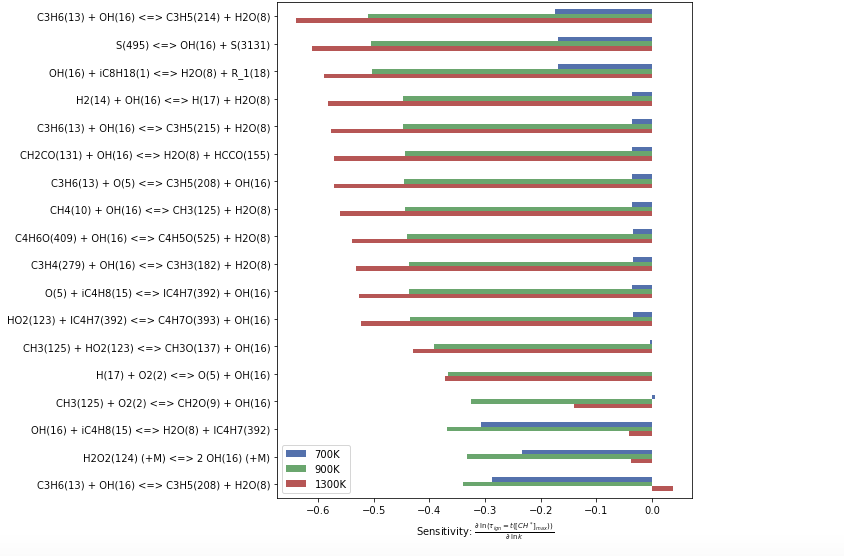 C3H6(13) + OH(16) <=> C3H5(214) + H2O(8)
S(495) <=> OH(16) + S(3131)
OH(16) + iC8H18(1) <=> H2O(8) + R_1(18)
H2(14) + OH(16) <=> H(17) + H2O(8)
C3H6(13) + OH(16) <=> C3H5(215) + H2O(8)
CH2CO(131) + OH(16) <=> H2O(8) + HCCO(155)
C3H6(13) + O(5) <=> C3H5(208) + OH(16)
CH4(10) + OH(16) <=> CH3(125) + H2O(8)
C4H6O(409) + OH(16) <=> C4H5O(525) + H2O(8)
C3H4(279) + OH(16) <=> C3H3(182) + H2O(8)
O(5) + iC4H8(15) <=> IC4H7(392) + OH(16)
HO2(123) + IC4H7(392) <=> C4H7O(393) + OH(16)
CH3(125) + HO2(123) <=> CH3O(137) + OH(16)
H(17) + O2(2) <=> O(5) + OH(16)
CH3(125) + O2(2) <=> CH2O(9) + OH(16)
OH(16) + iC4H8(15) <=> H2O(8) + IC4H7(392)
H2O2(124) (+M) <=> 2 OH(16) (+M)
C3H6(13) + OH(16) <=> C3H5(208) + H2O(8)
700K
900K
1300K
−0.6 −0.5 −0.4 −0.3 −0.2 −0.1 0.0
Sensitivity: ∂ ln(τ_ign = t([CH*]_max)) / ∂ lnk